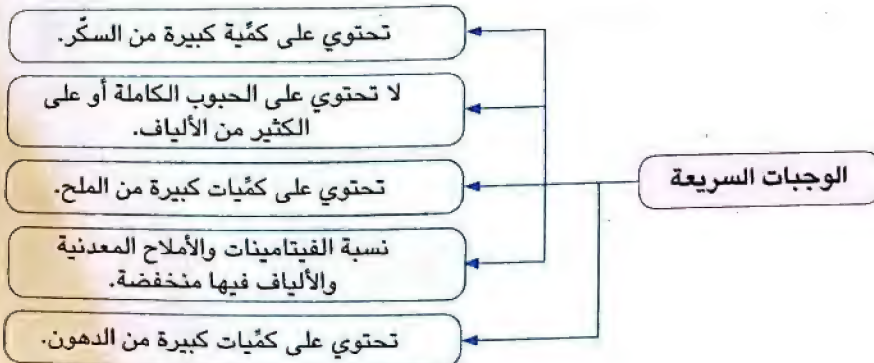 الوجبات السريعة
تحتوي على كمِّية كبيرة من السكّر.
لا تحتوي على الحبوب الكاملة أو على
الكثير من الألياف.
تحتوي على كمِّيات كبيرة من الملح.
نسبة الفيتامينات والأملاح المعدنية
والألياف فيها منخفضة.
تحتوي على كمِّيات كبيرة من الدهون.